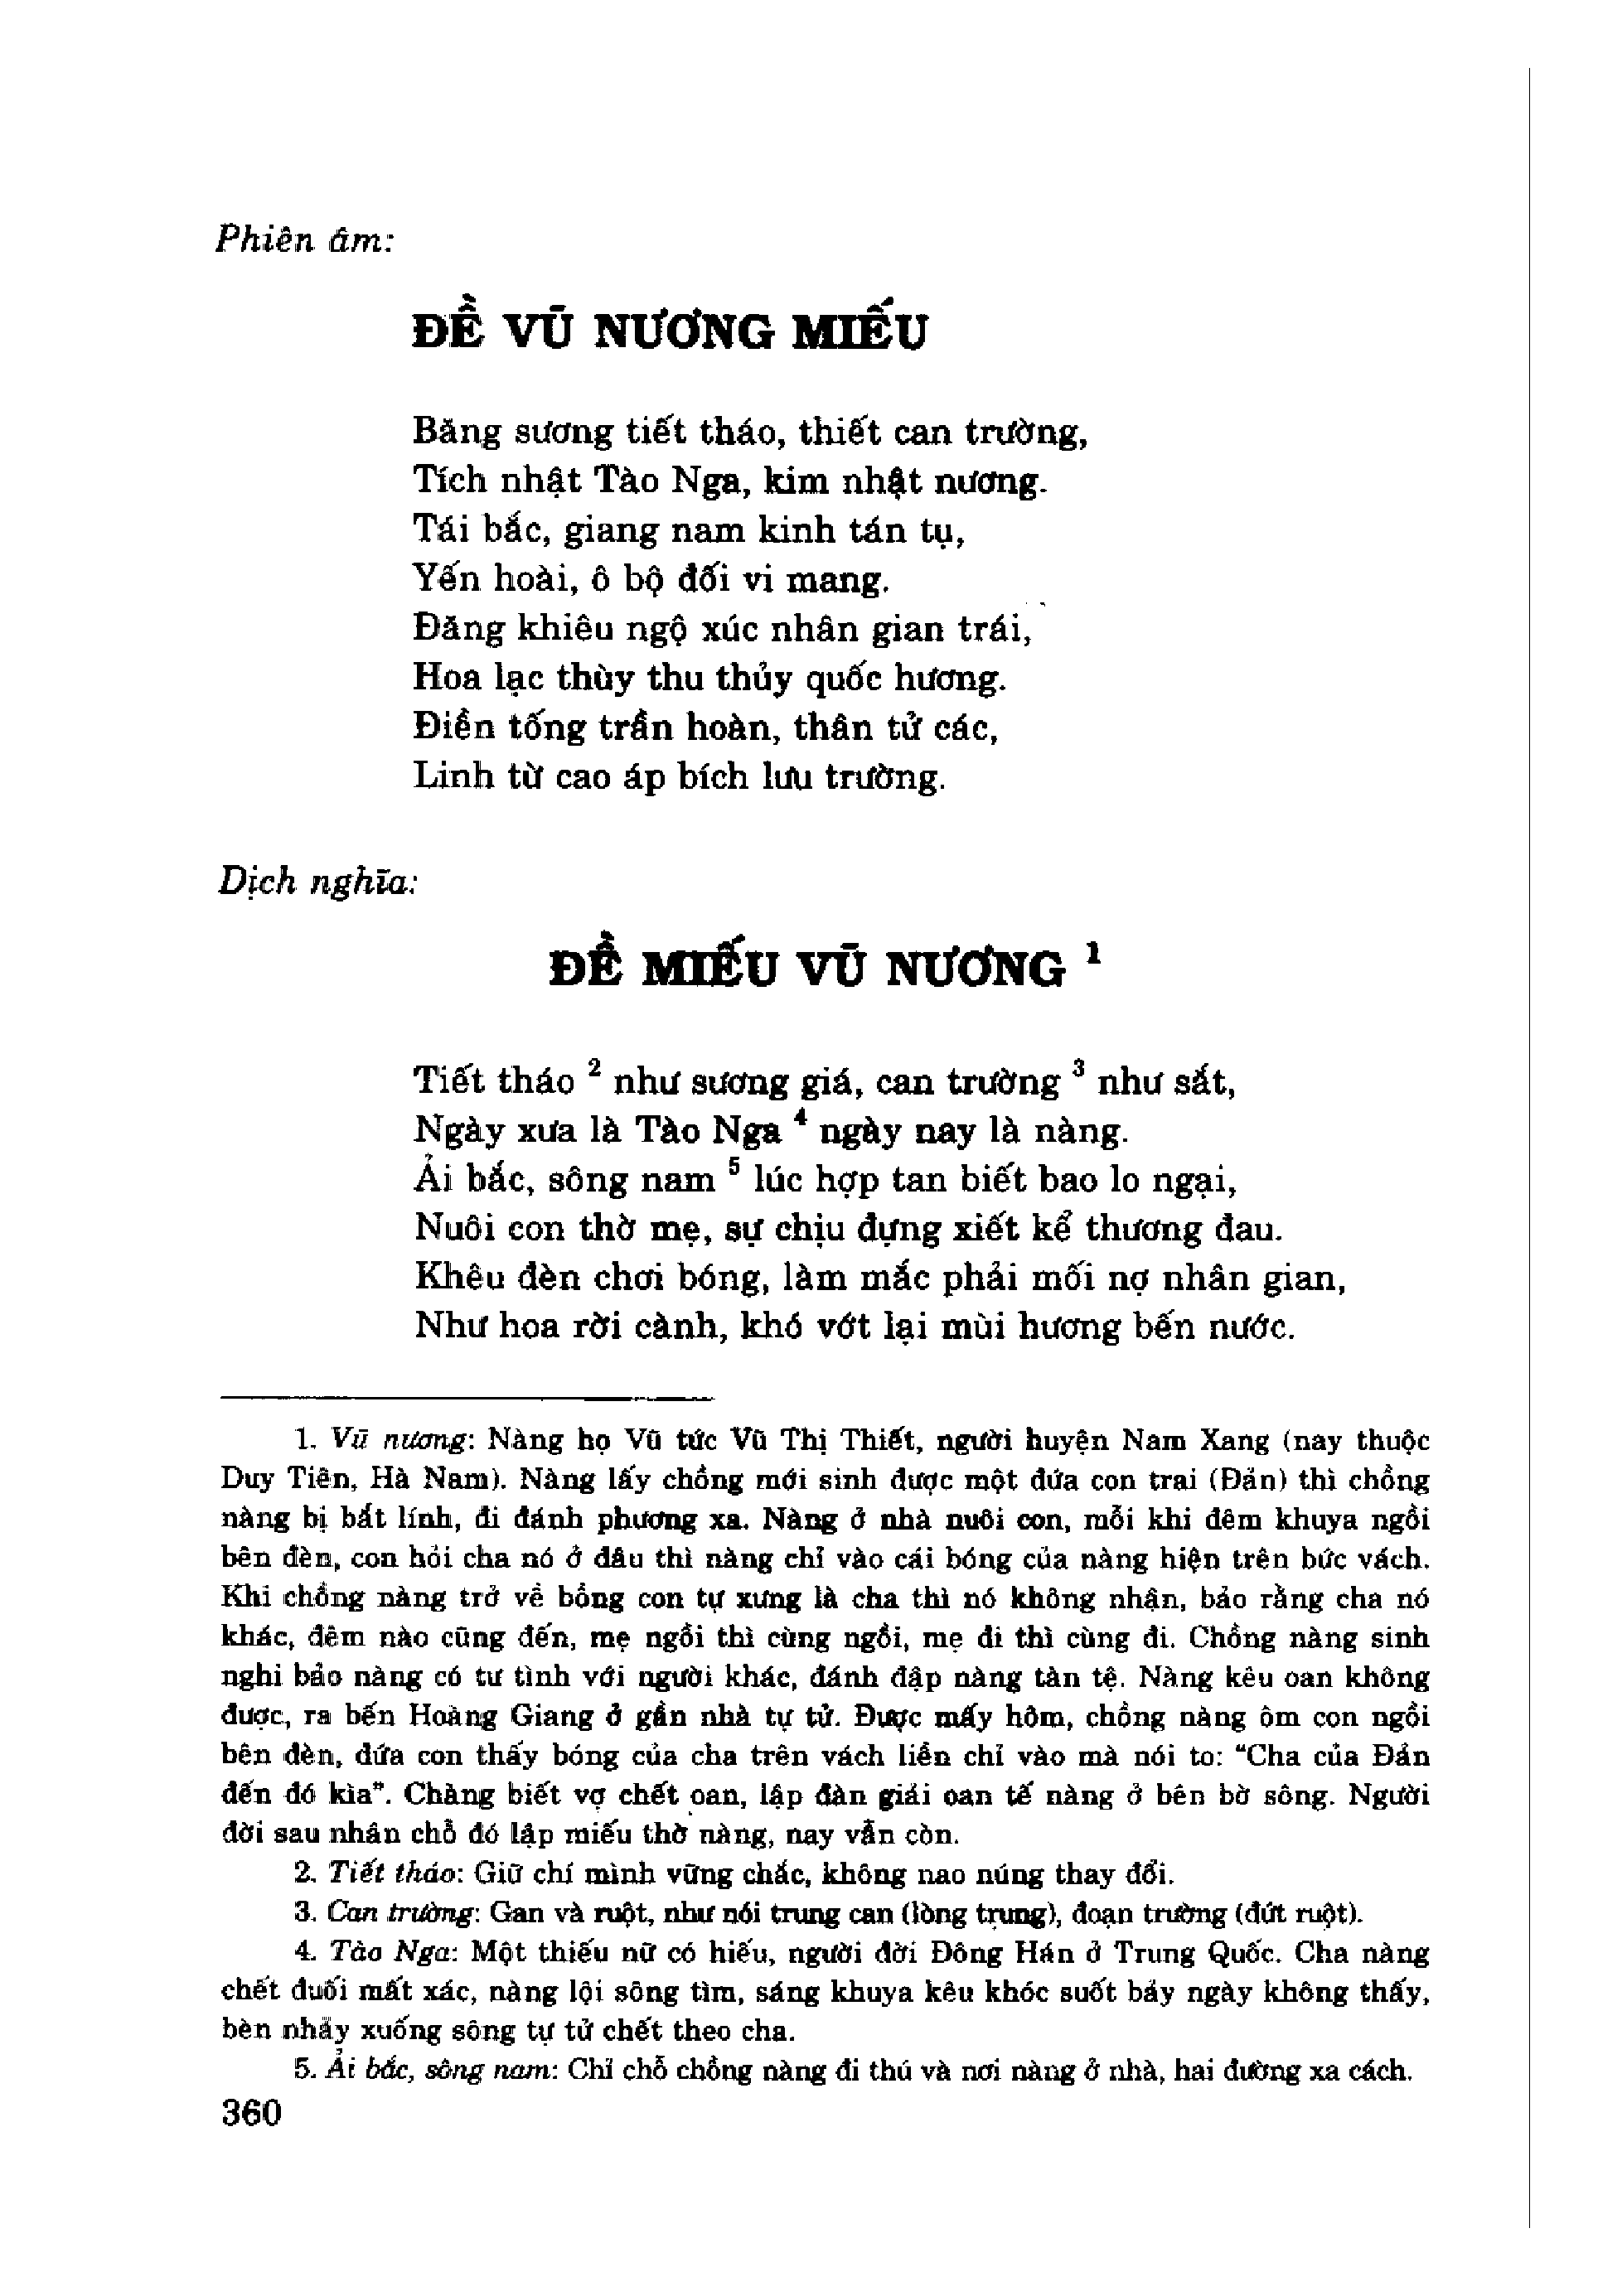 Phiên âm:
ĐỀ VŨ NƯƠNG MIẾU
Băng sương tiết tháo, thiết can trường,
Tích nhật Tào Nga, kim nhật nương.
Tái bắc, giang nam kinh tán tụ,
Yến hoài, ô bộ đối vi mang.
Đăng khiêu ngộ xúc nhân gian trái,
Hoa lạc thùy thu thủy quốc hương.
Điền tống trần hoàn, thân tử các,
Linh từ cao áp bích lưu trường.
Dịch nghĩa:
ĐỀ MIẾU VŨ NƯƠNG ¹
Tiết tháo ² như sương giá, can trường ³ như sắt,
Ngày xưa là Tào Nga ⁴ ngày nay là nàng.
Ải bắc, sông nam ⁵ lúc hợp tan biết bao lo ngại,
Nuôi con thờ mẹ, sự chịu đựng xiết kể thương đau.
Khêu đèn chơi bóng, làm mắc phải mối nợ nhân gian,
Như hoa rời cành, khó vớt lại mùi hương bến nước.
1. Vũ nương: Nàng họ Vũ tức Vũ Thị Thiết, người huyện Nam Xang (nay thuộc
Duy Tiên, Hà Nam). Nàng lấy chồng mới sinh được một đứa con trai (Đản) thì chồng
nàng bị bắt lính, đi đánh phương xa. Nàng ở nhà nuôi con, mỗi khi đêm khuya ngồi
bên đèn, con hỏi cha nó ở đâu thì nàng chỉ vào cái bóng của nàng hiện trên bức vách.
Khi chồng nàng trở về bồng con tự xưng là cha thì nó không nhận, bảo rằng cha nó
khác, đêm nào cũng đến, mẹ ngồi thì cùng ngồi, mẹ đi thì cùng đi. Chồng nàng sinh
nghi bảo nàng có tư tình với người khác, đánh đập nàng tàn tệ. Nàng kêu oan không
được, ra bến Hoàng Giang ở gần nhà tự tử. Được mấy hôm, chồng nàng ôm con ngồi
bên đèn, đứa con thấy bóng của cha trên vách liền chỉ vào mà nói to: "Cha của Đản
đến đó kìa". Chàng biết vợ chết oan, lập đàn giải oan tế nàng ở bên bờ sông. Người
đời sau nhân chỗ đó lập miếu thờ nàng, nay vẫn còn.
2. Tiết tháo: Giữ chí mình vững chắc, không nao núng thay đổi.
3. Can trường: Gan và ruột, như nói trung can (lòng trung), đoạn trường (đứt ruột).
4. Tào Nga: Một thiếu nữ có hiếu, người đời Đông Hán ở Trung Quốc. Cha nàng
chết đuối mất xác, nàng lội sông tìm, sáng khuya kêu khóc suốt bảy ngày không thấy,
bèn nhảy xuống sông tự tử chết theo cha.
5. Ải bắc, sông nam: Chỉ chỗ chồng nàng đi thú và nơi nàng ở nhà, hai đường xa cách.
360